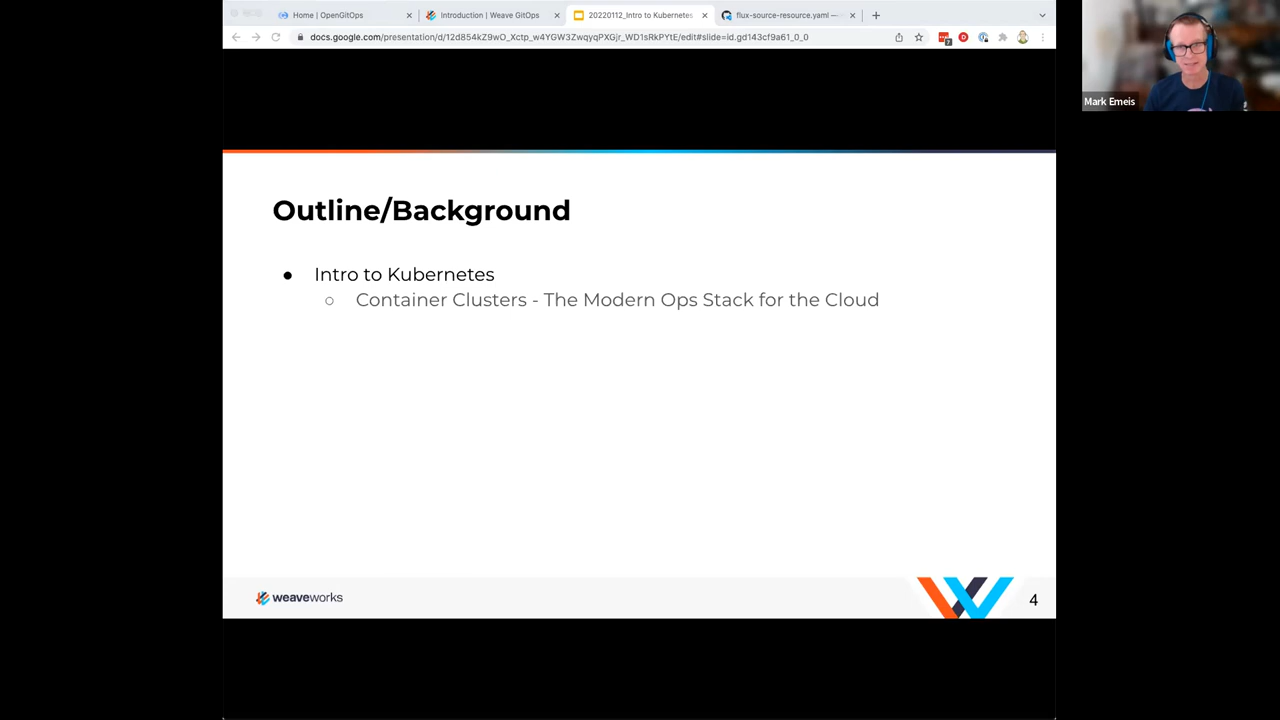 Home | OpenGitOps
Introduction | Weave GitOps
20220112_Intro to Kubernetes
flux-source-resource.yaml —
docs.google.com/presentation/d/12d854kZ9wO_Xctp_w4YGW3ZwqyqPXGjr_WD1sRkPYtE/edit#slide=id.gd143cf9a61_0_0
Mark Emeis
Outline/Background
Intro to Kubernetes
Container Clusters - The Modern Ops Stack for the Cloud
weaveworks
4